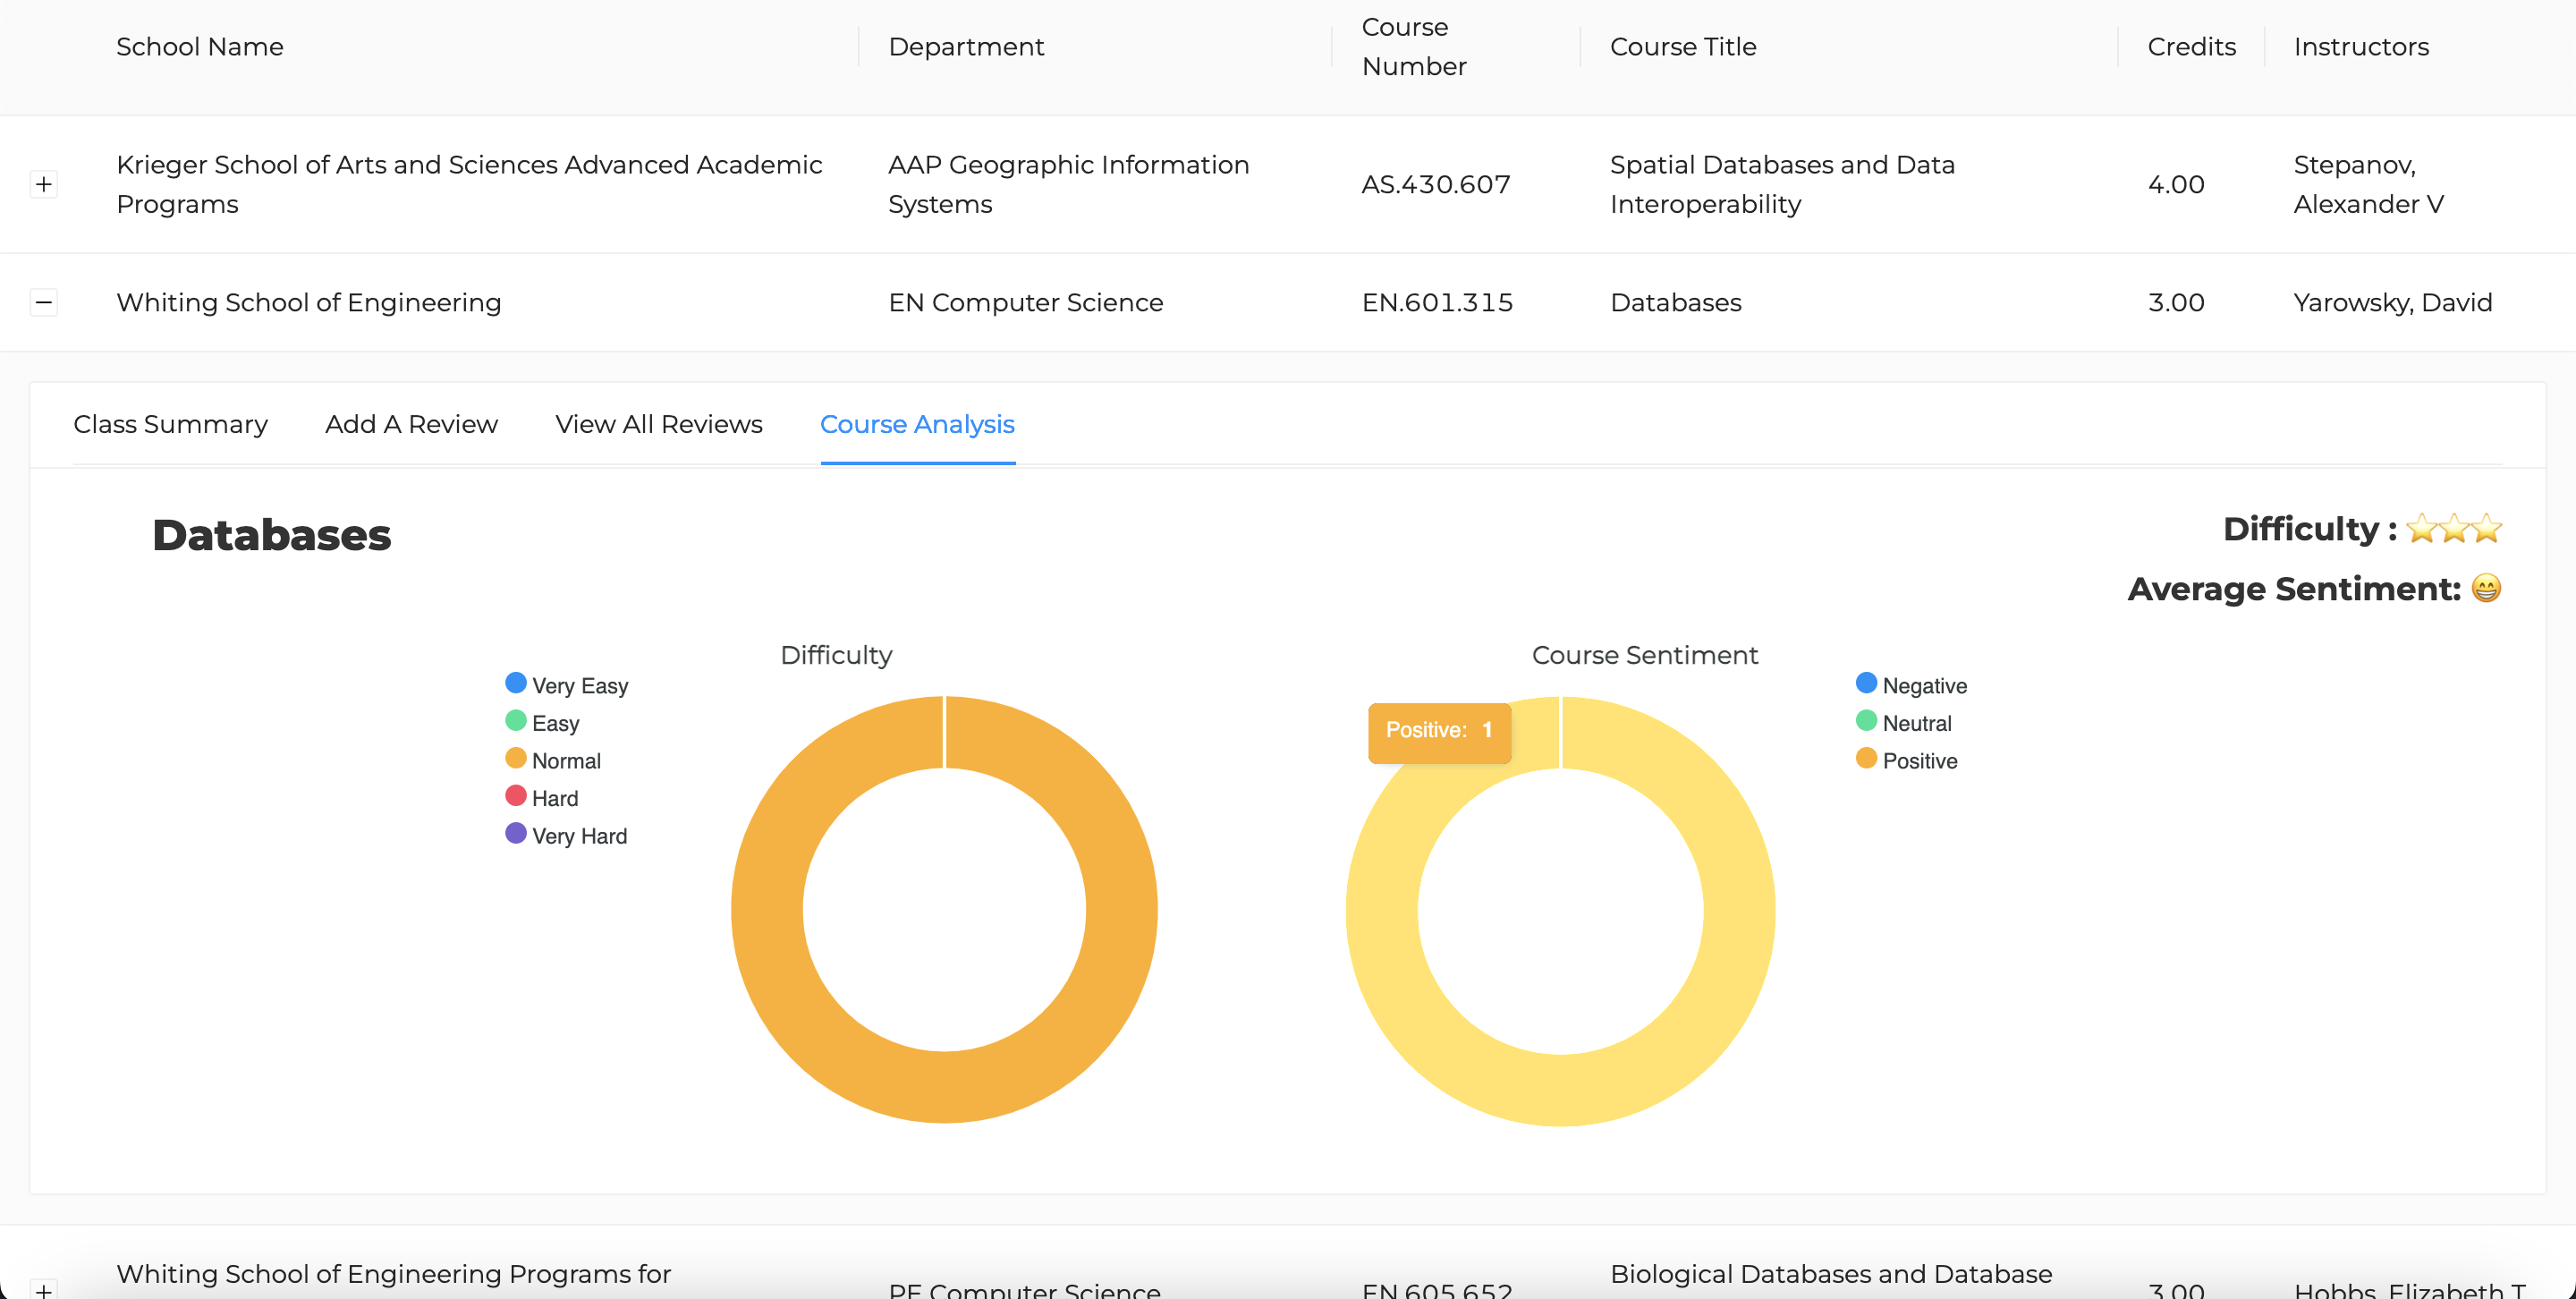 School Name Department Course Number Course Title Credits Instructors
Krieger School of Arts and Sciences Advanced Academic Programs AAP Geographic Information Systems AS.430.607 Spatial Databases and Data Interoperability 4.00 Stepanov, Alexander V
Whiting School of Engineering EN Computer Science EN.601.315 Databases 3.00 Yarowsky, David
Class Summary Add A Review View All Reviews Course Analysis
Databases
Difficulty : ⭐⭐⭐
Average Sentiment: 😁
Difficulty
Very Easy
Easy
Normal
Hard
Very Hard
Course Sentiment
Positive: 1
Negative
Neutral
Positive
Whiting School of Engineering Programs for PE Computer Science EN.605.652 Biological Databases and Database 3.00 Hobbs, Elizabeth T